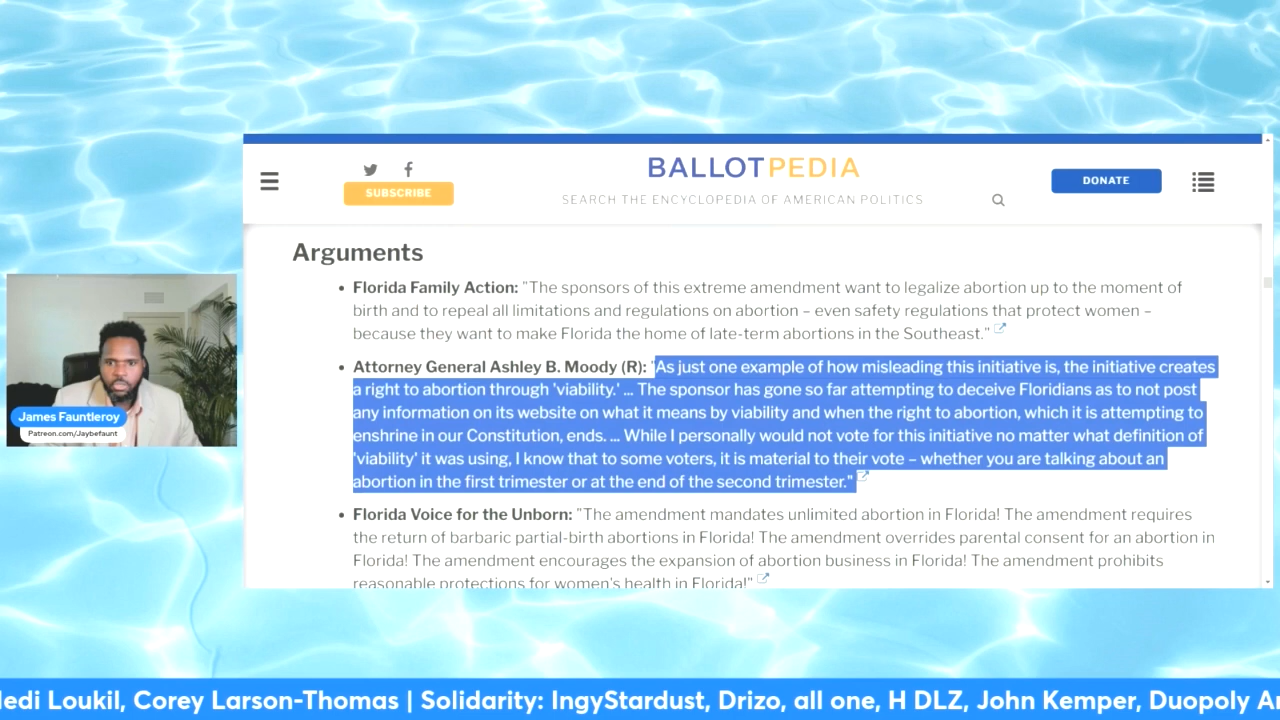 BALLOTPEDIA
SUBSCRIBE
DONATE
SEARCH THE ENCYCLOPEDIA OF AMERICAN POLITICS
Arguments
• Florida Family Action: "The sponsors of this extreme amendment want to legalize abortion up to the moment of
birth and to repeal all limitations and regulations on abortion – even safety regulations that protect women –
because they want to make Florida the home of late-term abortions in the Southeast."
• Attorney General Ashley B. Moody (R): "As just one example of how misleading this initiative is, the initiative creates
a right to abortion through 'viability.' ... The sponsor has gone so far attempting to deceive Floridians as to not post
any information on its website on what it means by viability and when the right to abortion, which it is attempting to
enshrine in our Constitution, ends. ... While I personally would not vote for this initiative no matter what definition of
'viability' it was using, I know that to some voters, it is material to their vote – whether you are talking about an
abortion in the first trimester or at the end of the second trimester."
• Florida Voice for the Unborn: "The amendment mandates unlimited abortion in Florida! The amendment requires
the return of barbaric partial-birth abortions in Florida! The amendment overrides parental consent for an abortion in
Florida! The amendment encourages the expansion of abortion business in Florida! The amendment prohibits
reasonable protections for women's health in Florida!"
James Fauntleroy
Patreon.com/Jaybefaunt
Loukil, Corey Larson-Thomas | Solidarity: IngyStardust, Drizo, all one, H DLZ, John Kemper, Duopoly